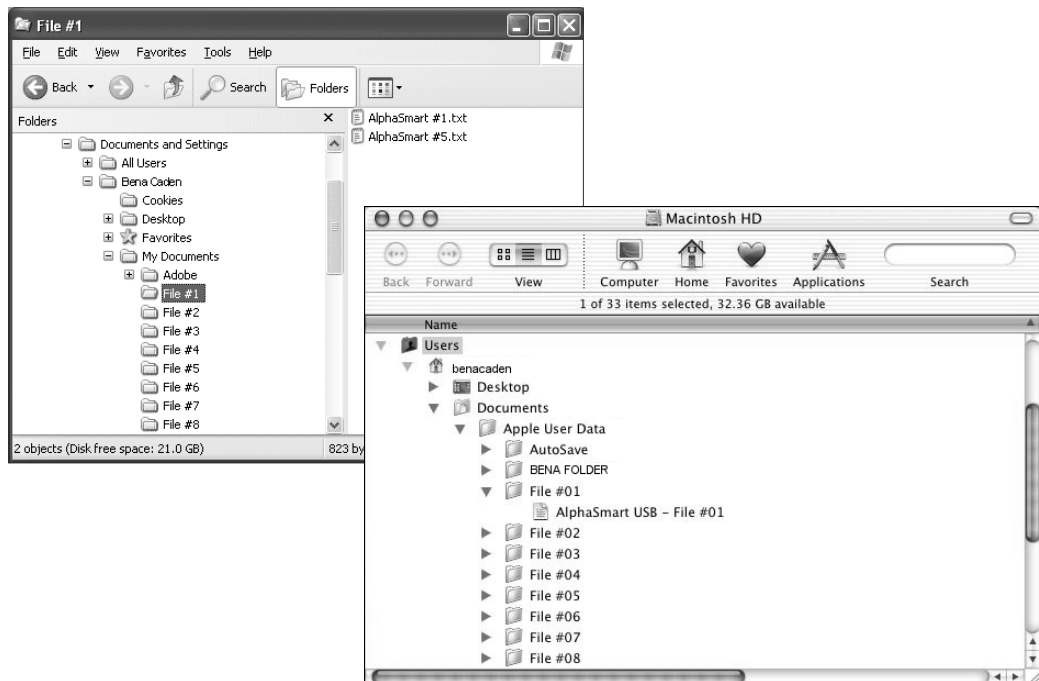 File #1
File Edit View Favorites Tools Help
Back Search Folders
Folders
AlphaSmart #1.txt
AlphaSmart #5.txt
Documents and Settings
All Users
Bena Caden
Cookies
Desktop
Favorites
My Documents
Adobe
File #1
File #2
File #3
File #4
File #5
File #6
File #7
File #8
2 objects (Disk free space: 21.0 GB) 823 by
Macintosh HD
Back Forward View Computer Home Favorites Applications Search
1 of 33 items selected, 32.36 GB available
Name
Users
benacaden
Desktop
Documents
Apple User Data
AutoSave
BENA FOLDER
File #01
AlphaSmart USB – File #01
File #02
File #03
File #04
File #05
File #06
File #07
File #08